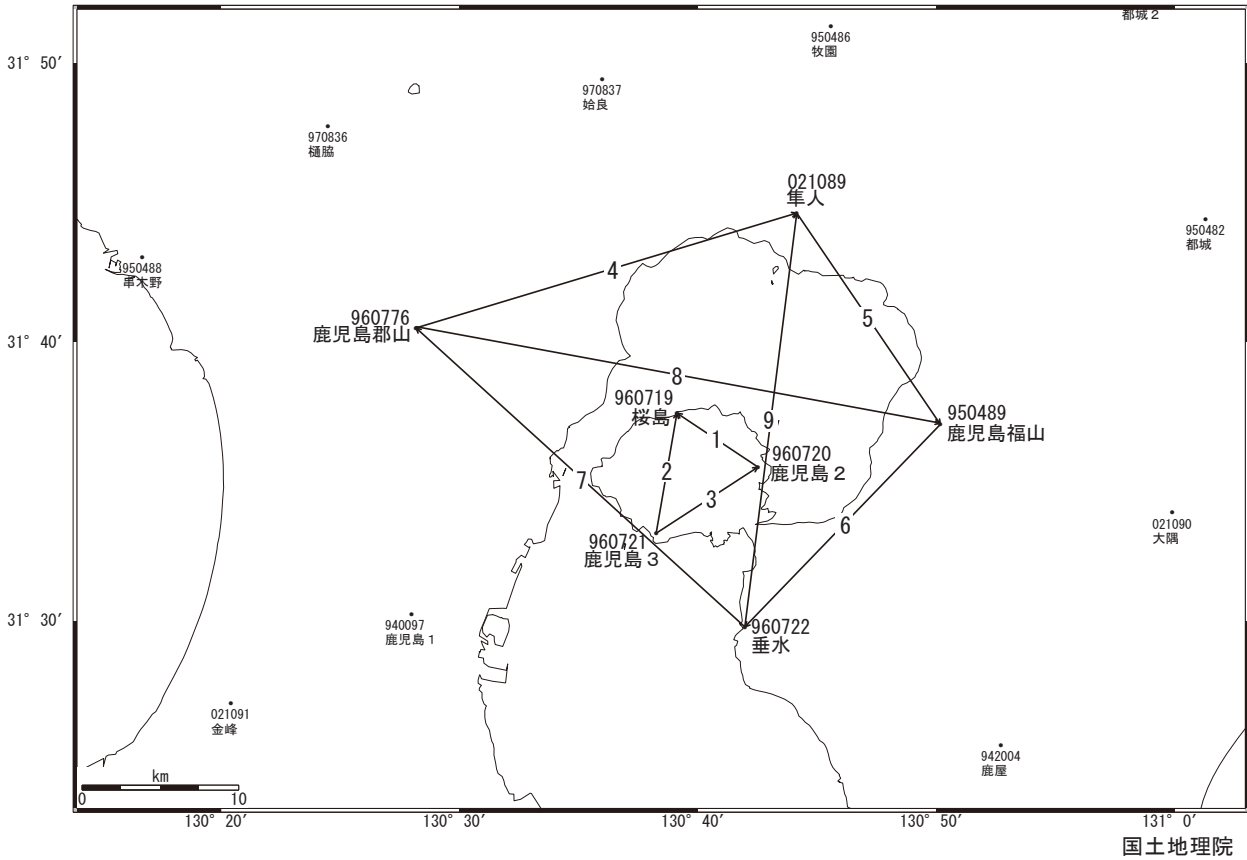 都城２
950486
牧園
31° 50′
970837
姶良
970836
樋脇
021089
隼人
950482
都城
950488
串木野
4
960776
鹿児島郡山
5
31° 40′
8
960719
桜島
9
950489
鹿児島福山
1
960720
鹿児島２
2
7
3
6
021090
大隅
960721
鹿児島３
31° 30′
960722
垂水
940097
鹿児島１
021091
金峰
942004
鹿屋
km
0
10
130° 20′
130° 30′
130° 40′
130° 50′
131° 0′
国土地理院